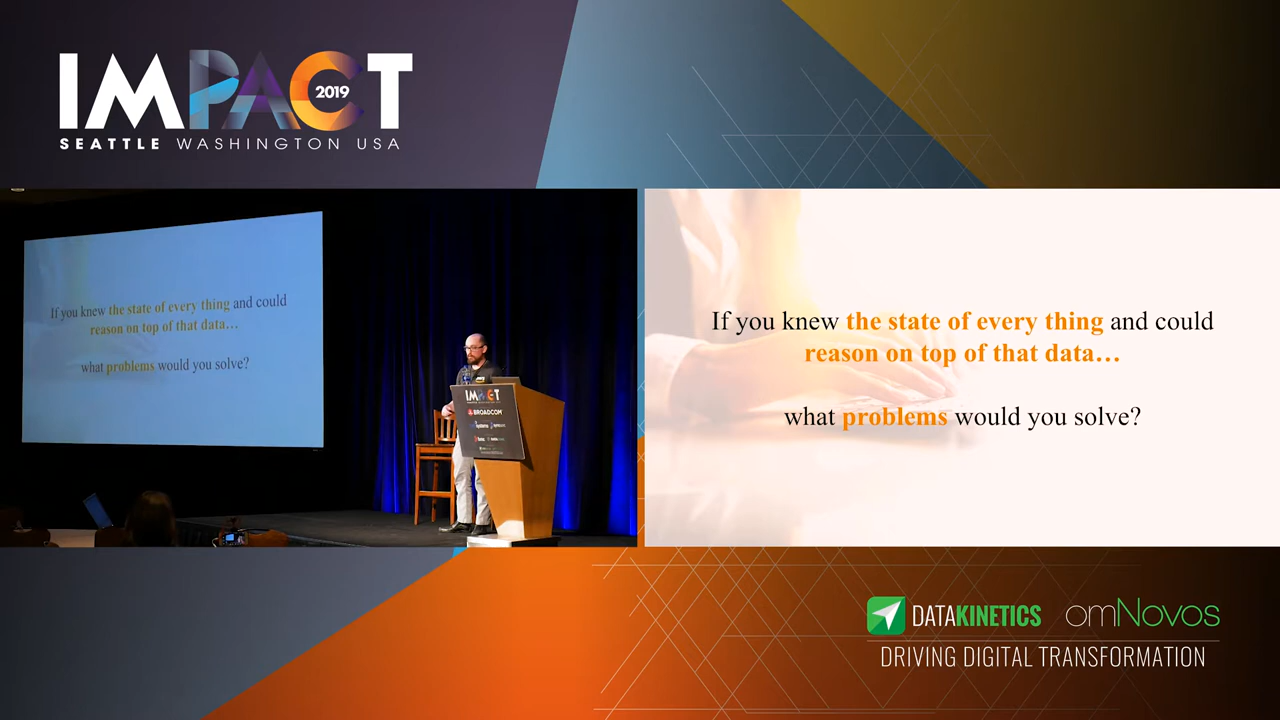 IMPACT
2019
SEATTLE WASHINGTON USA
If you knew the state of every thing and could
reason on top of that data…
what problems would you solve?
IMPACT
BROADCOM
If you knew the state of every thing and could
reason on top of that data…
what problems would you solve?
DATAKINETICS
omNovos
DRIVING DIGITAL TRANSFORMATION